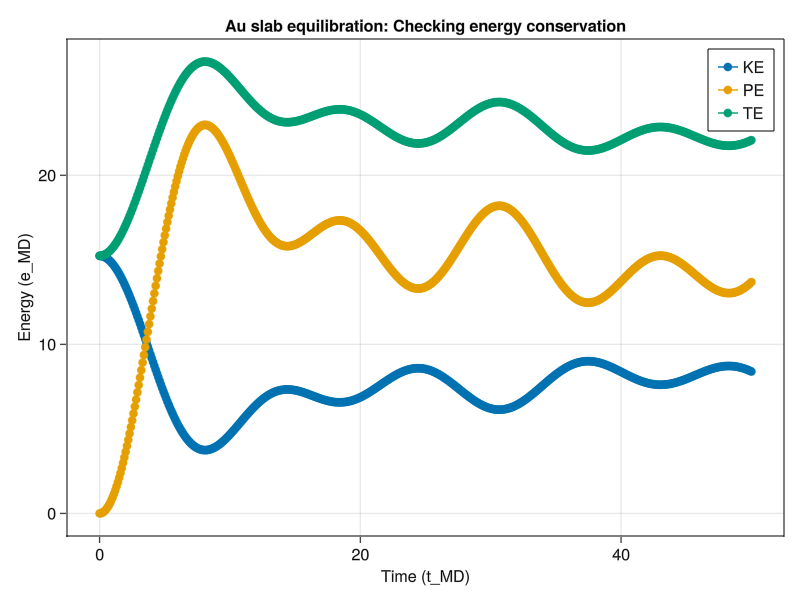 Au slab equilibration: Checking energy conservation
KE
PE
TE
20
10
0
Energy (e_MD)
0
20
40
Time (t_MD)